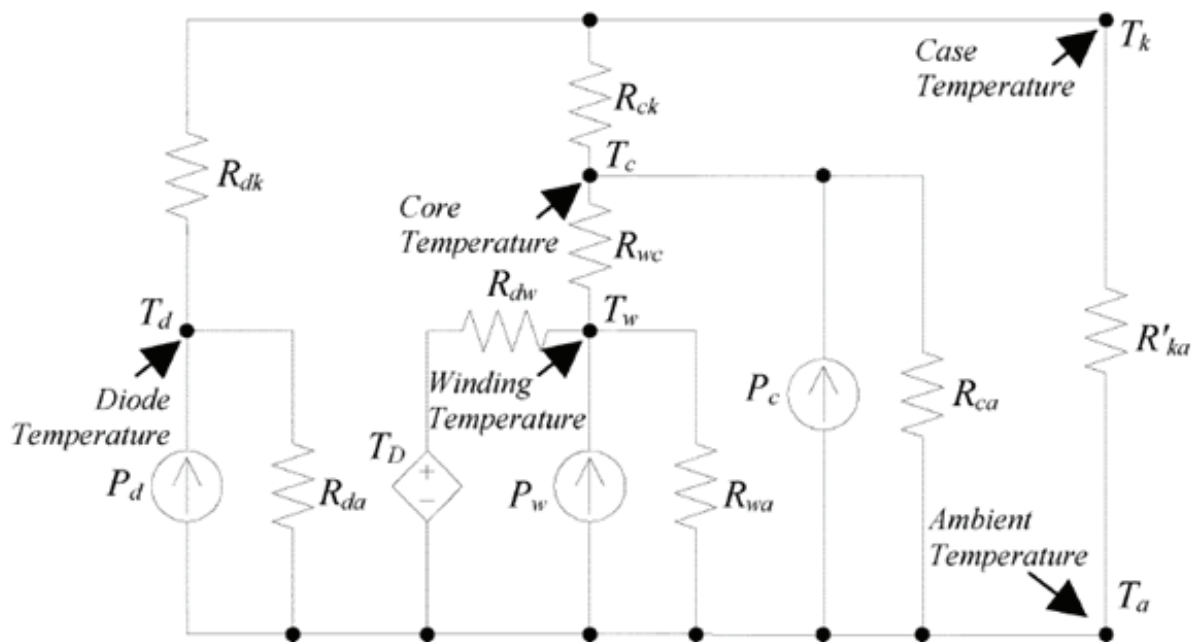 T_k
Case
Temperature
R_ck
T_c
R_dk
Core
Temperature
R_wc
R_dw
T_d
T_w
R'_ka
Diode
Temperature
Winding
Temperature
P_c
R_ca
T_D
+
−
P_d
R_da
P_w
R_wa
Ambient
Temperature
T_a